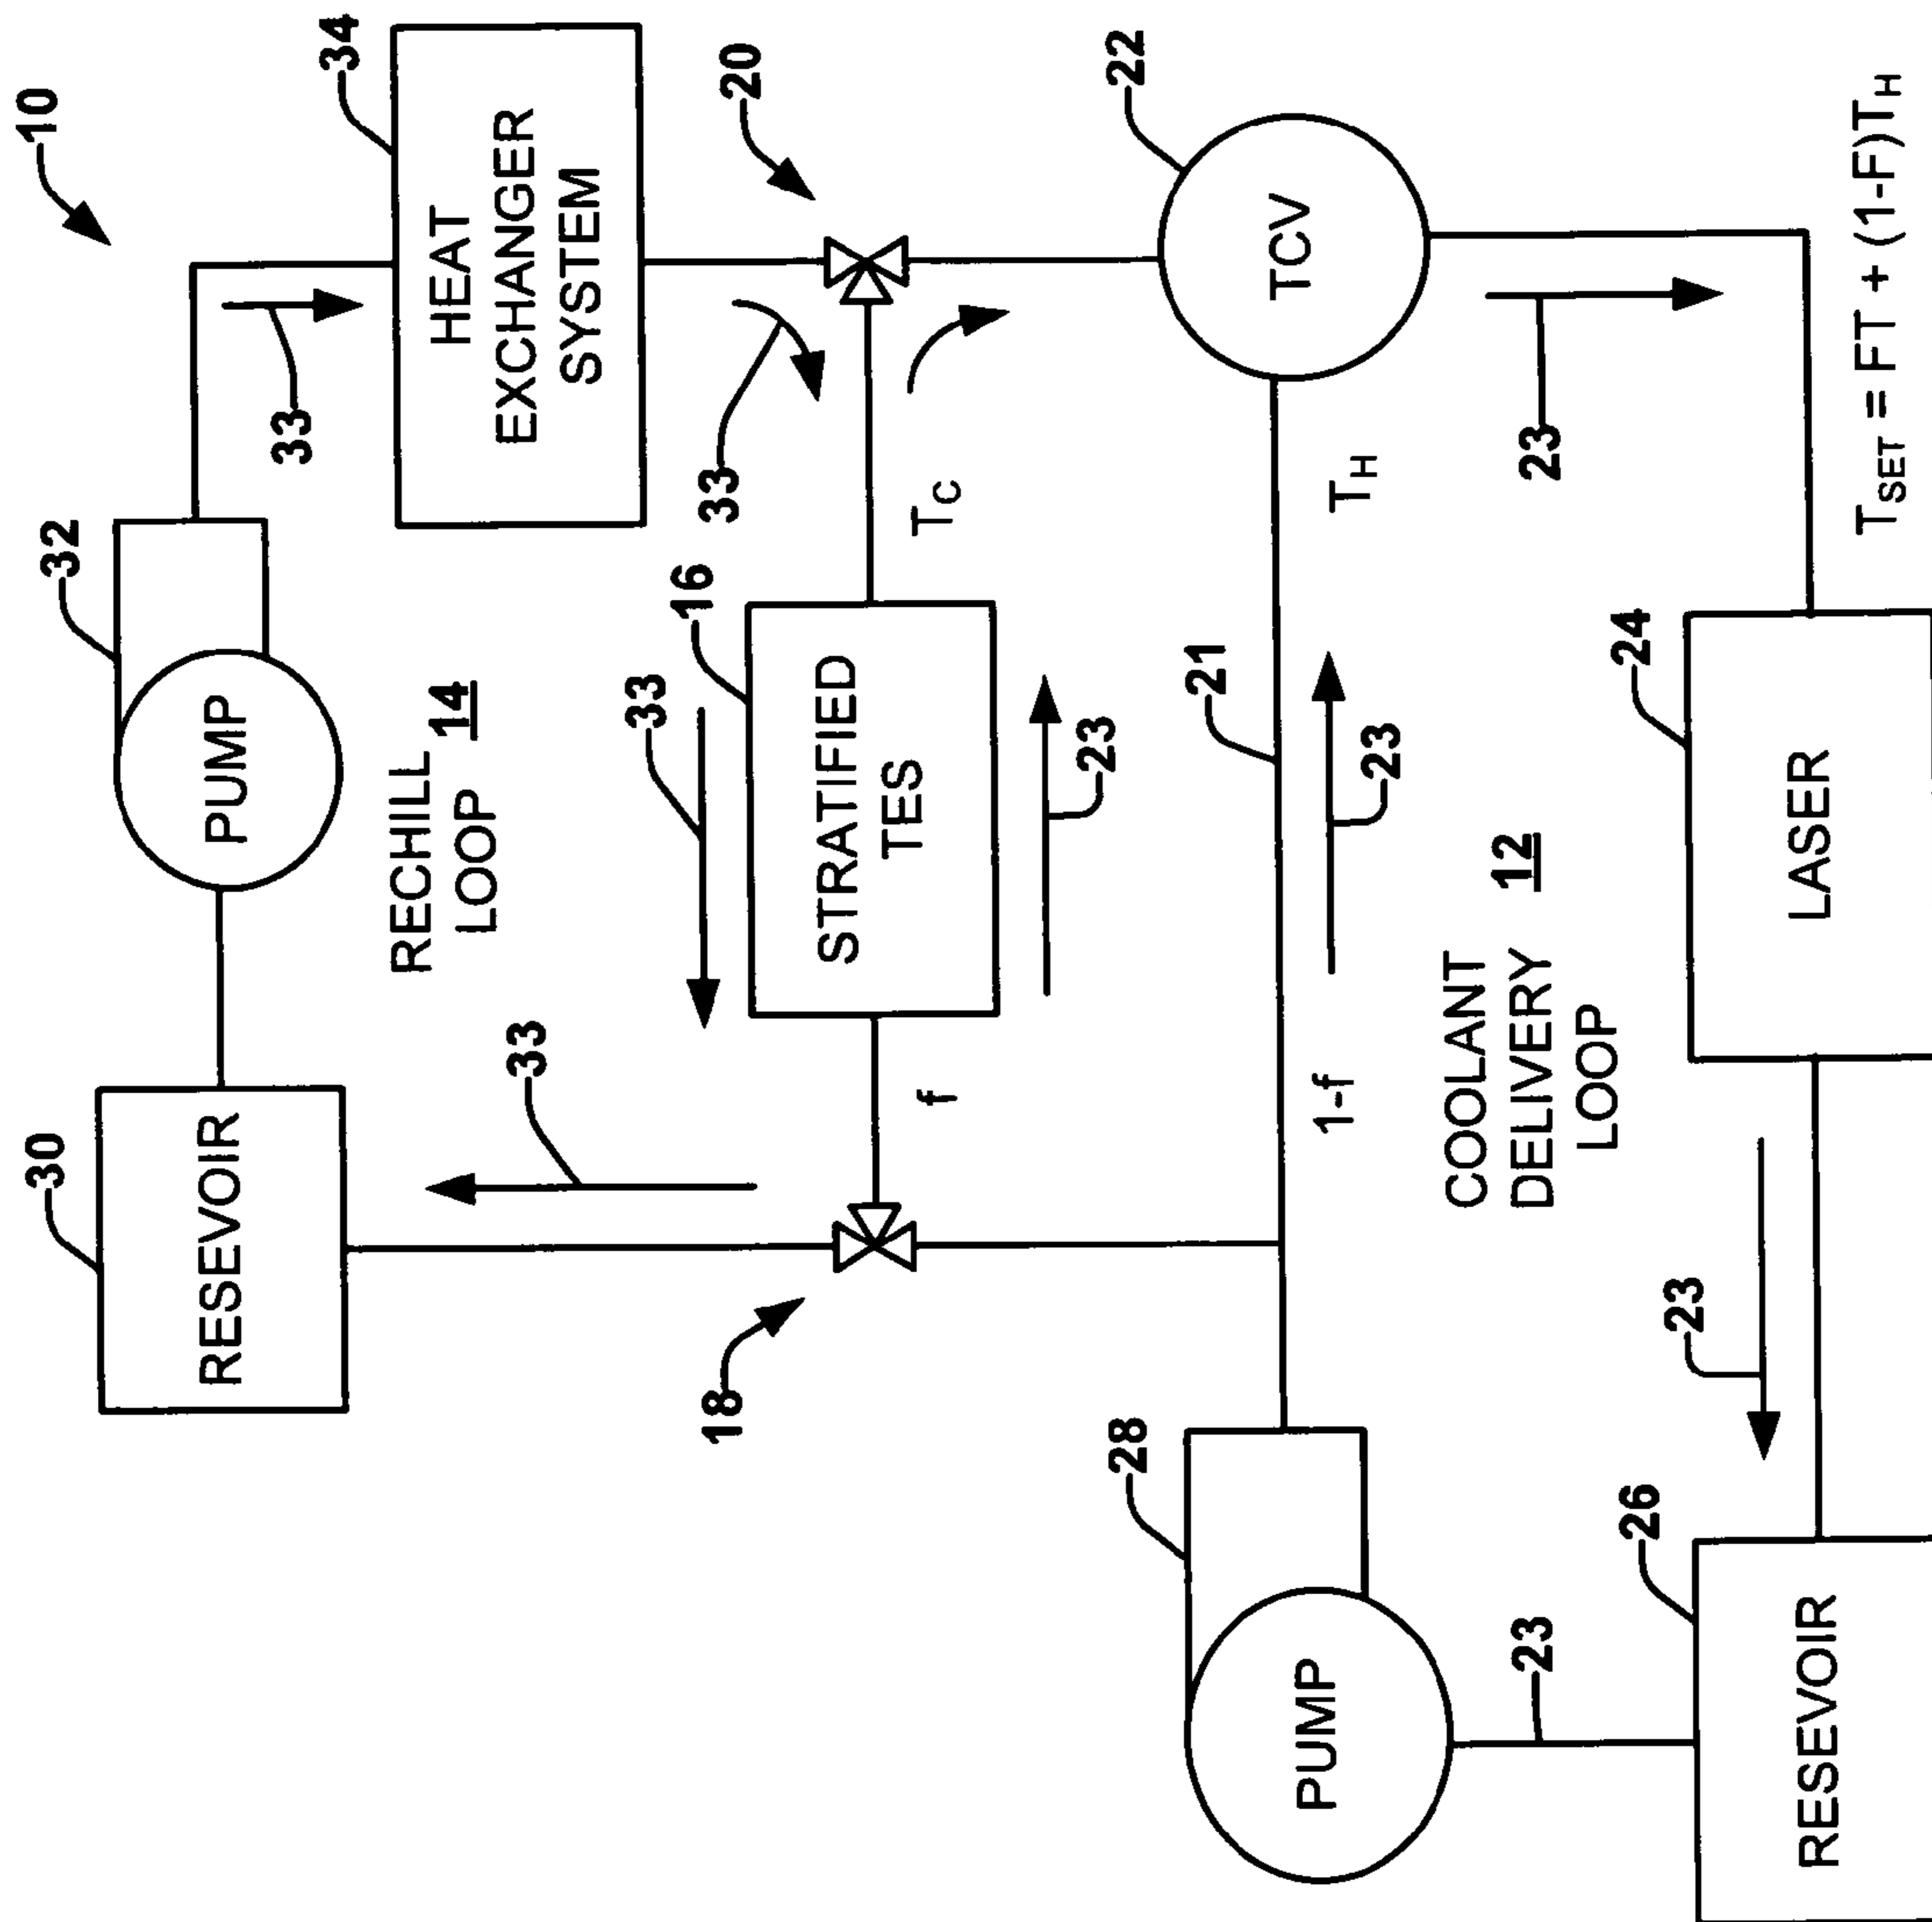 30
32
10
RESEVOIR
PUMP
33
34
RECHILL
LOOP
14
HEAT
EXCHANGER
SYSTEM
33
33
16
33
20
18
STRATIFIED
TES
f
TC
23
28
21
22
TCV
PUMP
1-f
23
TH
COOLANT
DELIVERY
LOOP
12
23
23
26
23
24
RESEVOIR
LASER
TSET = FT + (1-F)TH